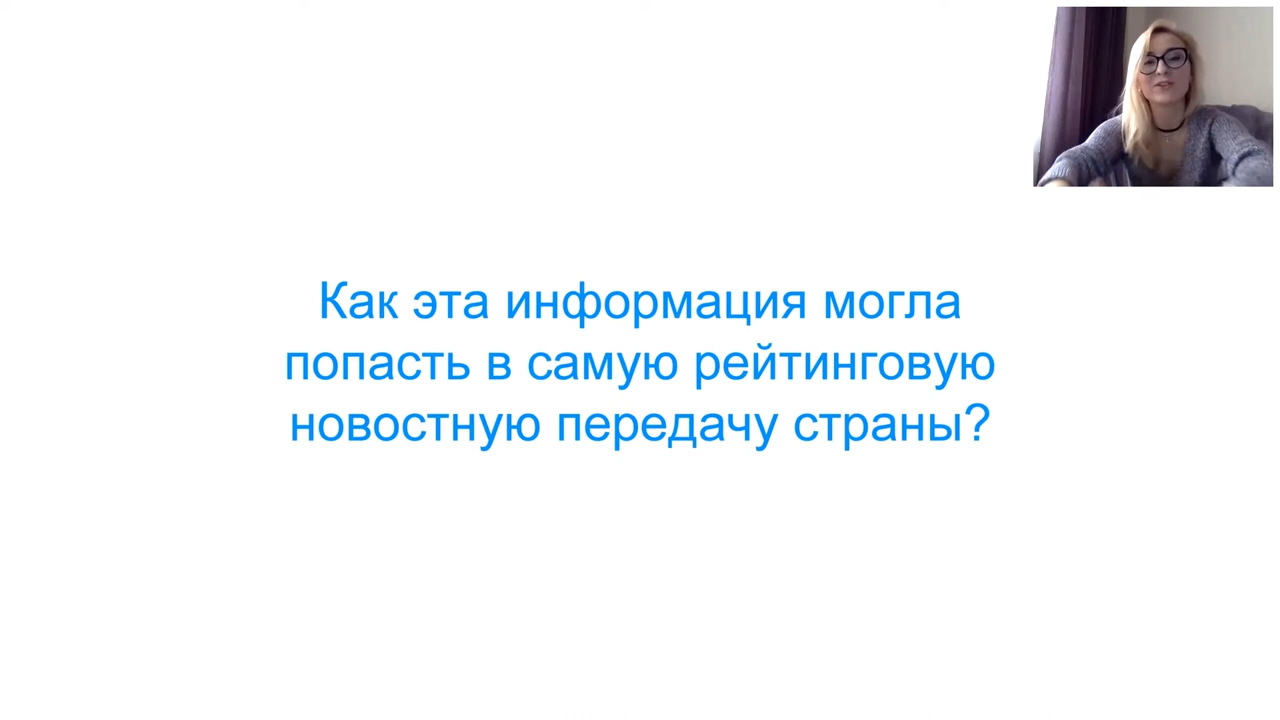 Как эта информация могла
попасть в самую рейтинговую
новостную передачу страны?